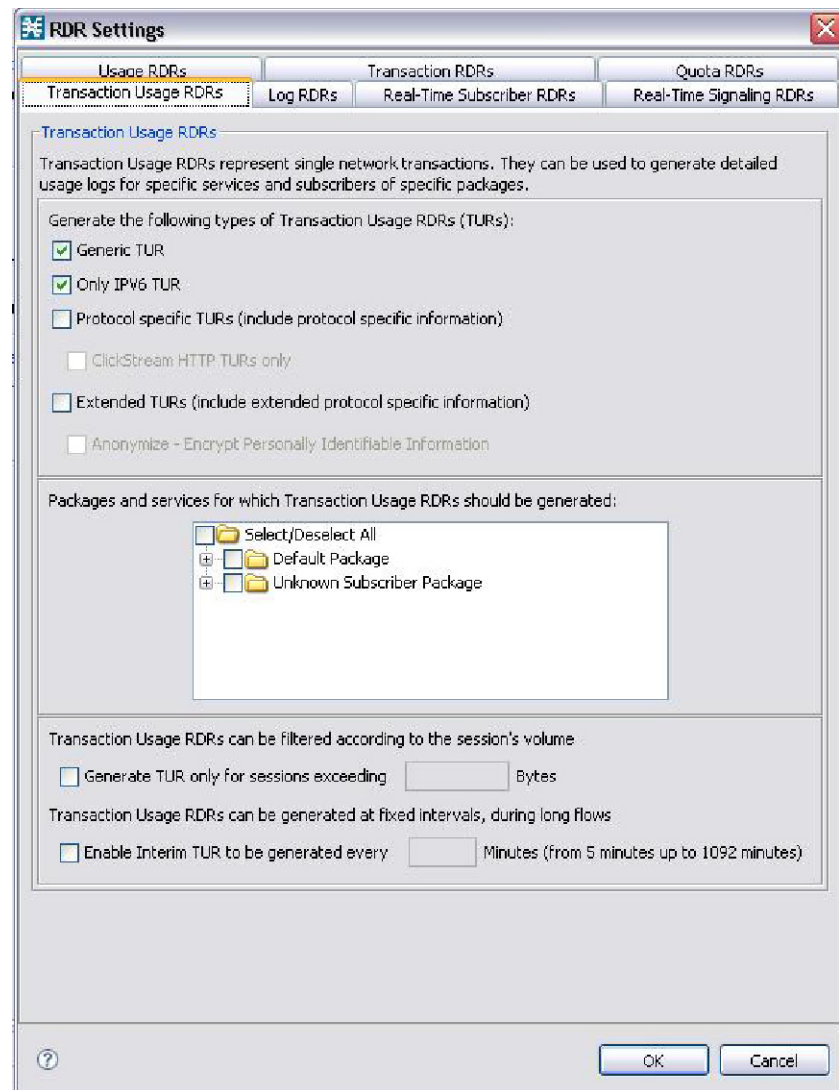 RDR Settings
Usage RDRs Transaction RDRs Quota RDRs
Transaction Usage RDRs Log RDRs Real-Time Subscriber RDRs Real-Time Signaling RDRs
Transaction Usage RDRs
Transaction Usage RDRs represent single network transactions. They can be used to generate detailed
usage logs for specific services and subscribers of specific packages.
Generate the following types of Transaction Usage RDRs (TURs):
Generic TUR
Only IPV6 TUR
Protocol specific TURs (include protocol specific information)
ClickStream HTTP TURs only
Extended TURs (include extended protocol specific information)
Anonymize - Encrypt Personally Identifiable Information
Packages and services for which Transaction Usage RDRs should be generated:
Select/Deselect All
Default Package
Unknown Subscriber Package
Transaction Usage RDRs can be filtered according to the session's volume
Generate TUR only for sessions exceeding Bytes
Transaction Usage RDRs can be generated at fixed intervals, during long flows
Enable Interim TUR to be generated every Minutes (from 5 minutes up to 1092 minutes)
? OK Cancel